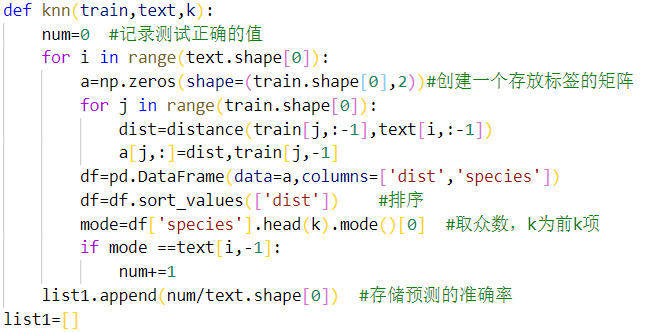 def knn(train,text,k):
    num=0  #记录测试正确的值
    for i in range(text.shape[0]):
        a=np.zeros(shape=(train.shape[0],2))#创建一个存放标签的矩阵
        for j in range(train.shape[0]):
            dist=distance(train[j,:-1],text[i,:-1])
            a[j,:]=dist,train[j,-1]
        df=pd.DataFrame(data=a,columns=['dist','species'])
        df=df.sort_values(['dist'])    #排序
        mode=df['species'].head(k).mode()[0]  #取众数，k为前k项
        if mode ==text[i,-1]:
            num+=1
    list1.append(num/text.shape[0])  #存储预测的准确率
list1=[]